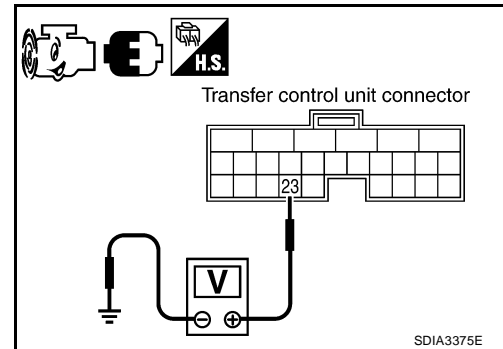 H.S.
Transfer control unit connector
23
V
⊖ ⊕
SDIA3375E